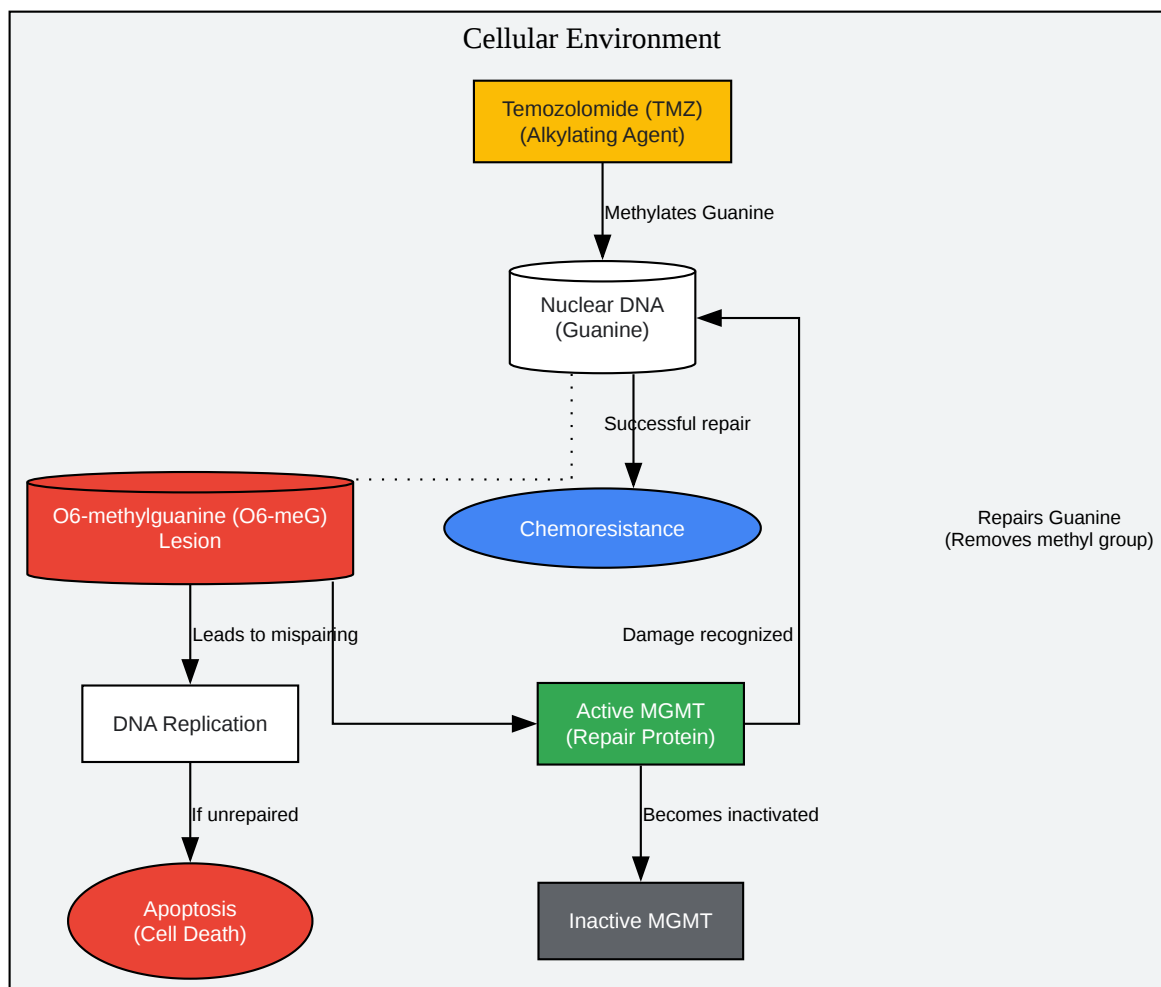 Cellular Environment
Temozolomide (TMZ)
(Alkylating Agent)
Methylates Guanine
Nuclear DNA
(Guanine)
Successful repair
O6-methylguanine (O6-meG)
Lesion
Chemoresistance
Repairs Guanine
(Removes methyl group)
Leads to mispairing
Damage recognized
DNA Replication
Active MGMT
(Repair Protein)
If unrepaired
Becomes inactivated
Apoptosis
(Cell Death)
Inactive MGMT